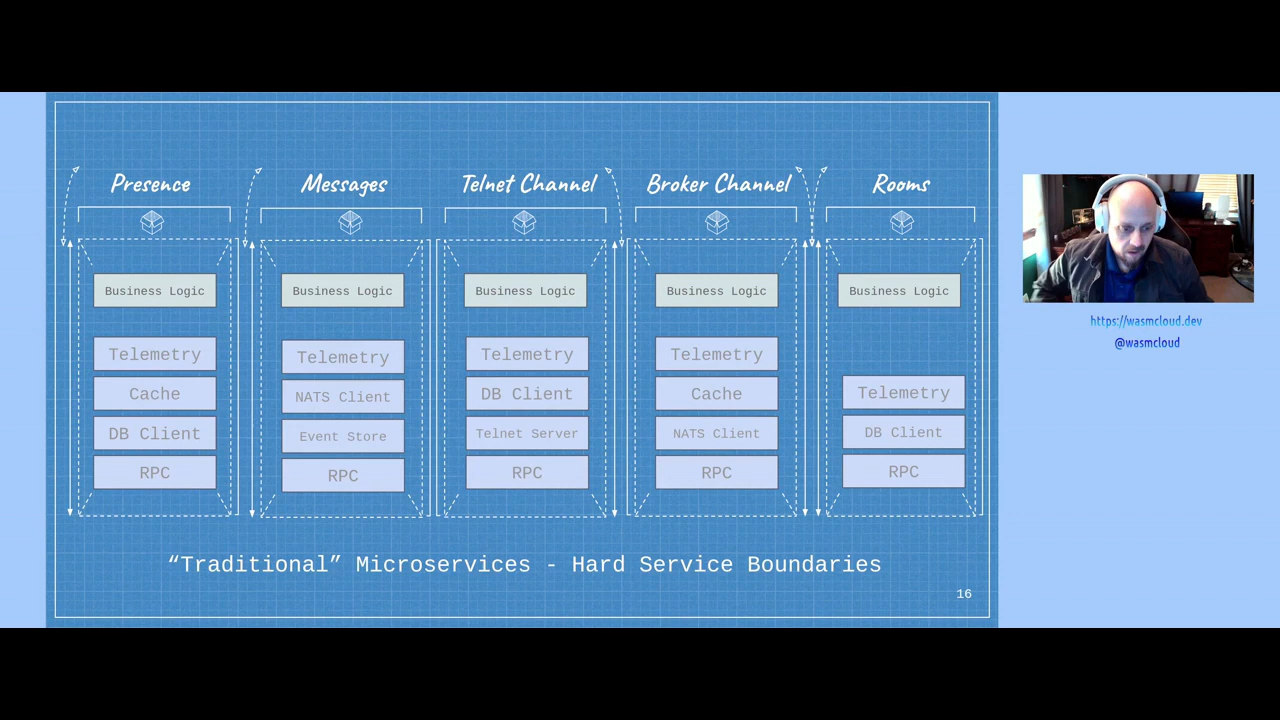 Presence
Messages
Telnet Channel
Broker Channel
Rooms
Business Logic
Business Logic
Business Logic
Business Logic
Business Logic
Telemetry
Cache
DB Client
RPC
Telemetry
NATS Client
Event Store
RPC
Telemetry
DB Client
Telnet Server
RPC
Telemetry
Cache
NATS Client
RPC
Telemetry
DB Client
RPC
“Traditional” Microservices - Hard Service Boundaries
16
https://wasmcloud.dev
@wasmcloud